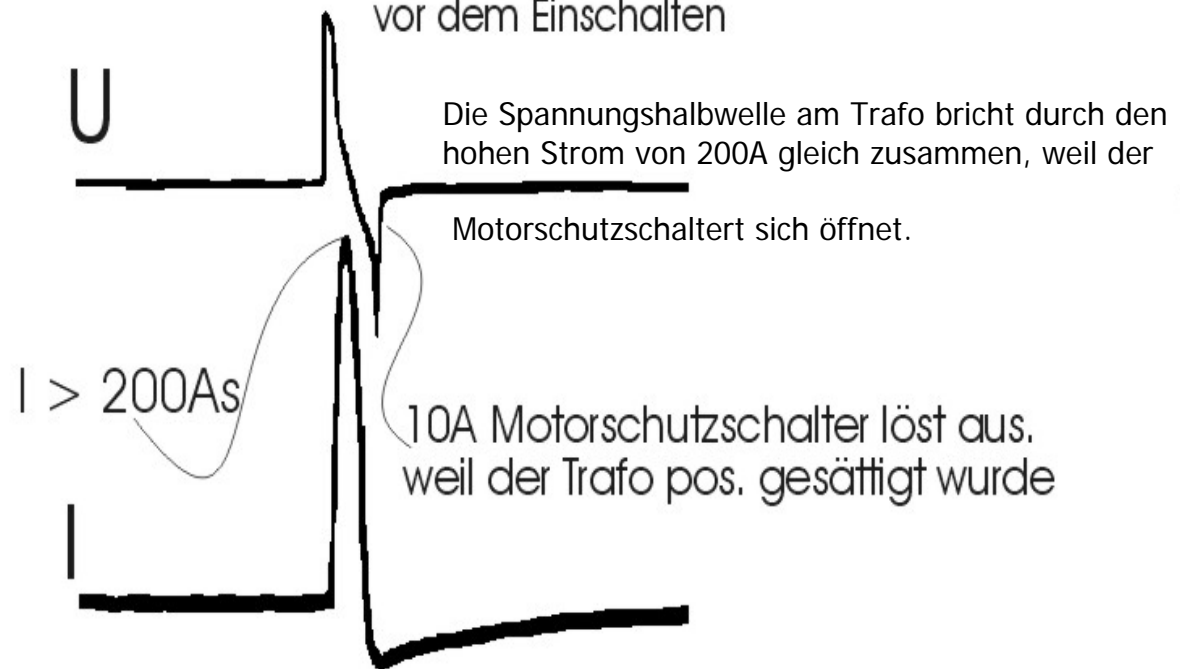 vor dem Einschalten
U
Die Spannungshalbwelle am Trafo bricht durch den
hohen Strom von 200A gleich zusammen, weil der
Motorschutzschaltert sich öffnet.
I > 200As
10A Motorschutzschalter löst aus.
weil der Trafo pos. gesättigt wurde
I